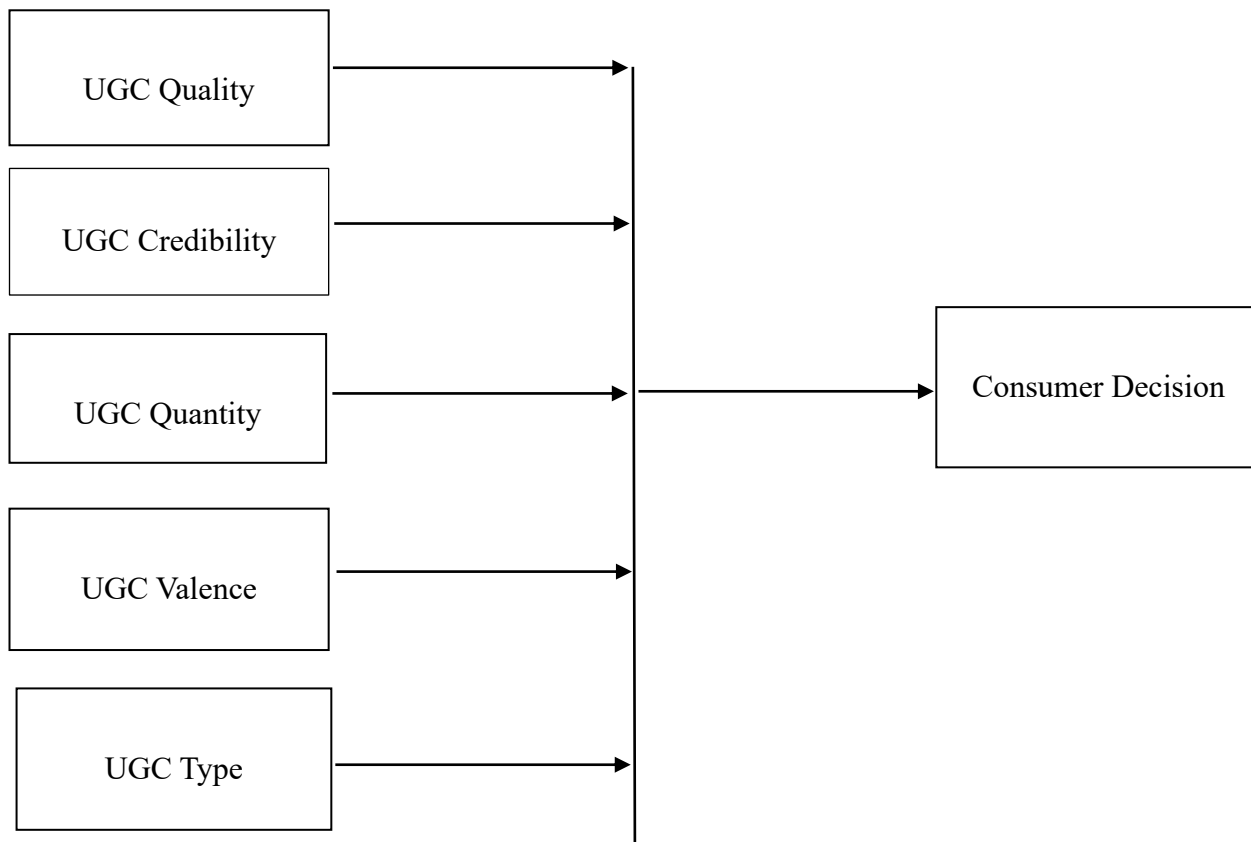 UGC Quality
UGC Credibility
UGC Quantity
Consumer Decision
UGC Valence
UGC Type